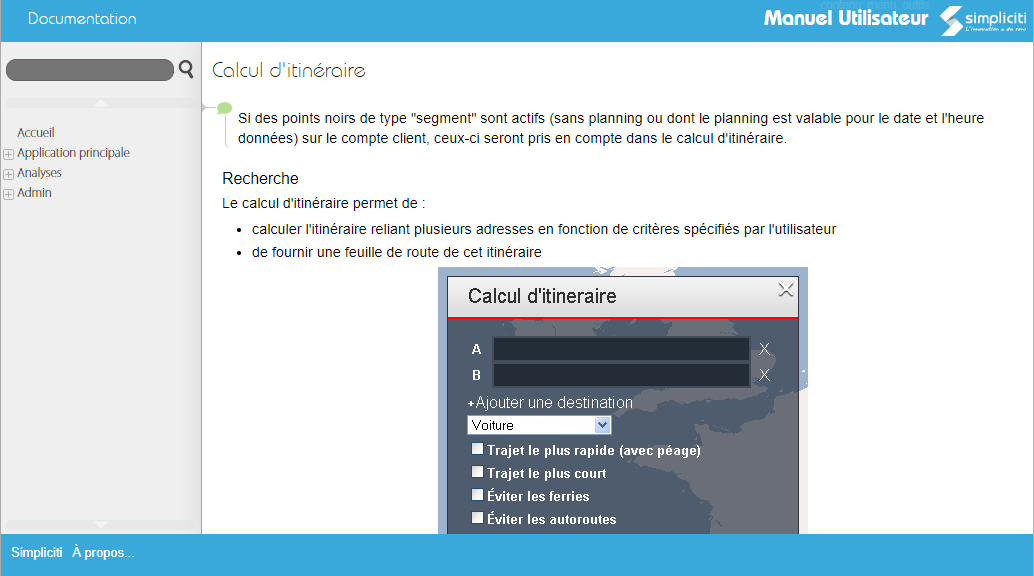 Documentation
contenu menu outils
Manuel Utilisateur
simpliciti
L'innovation a du sens
Calcul d'itinéraire
Si des points noirs de type "segment" sont actifs (sans planning ou dont le planning est valable pour le date et l'heure
données) sur le compte client, ceux-ci seront pris en compte dans le calcul d'itinéraire.
Accueil
Application principale
Analyses
Admin
Recherche
Le calcul d'itinéraire permet de :
• calculer l'itinéraire reliant plusieurs adresses en fonction de critères spécifiés par l'utilisateur
• de fournir une feuille de route de cet itinéraire
Calcul d'itineraire
A X
B X
+Ajouter une destination
Voiture
Trajet le plus rapide (avec péage)
Trajet le plus court
Éviter les ferries
Éviter les autoroutes
Simpliciti À propos...